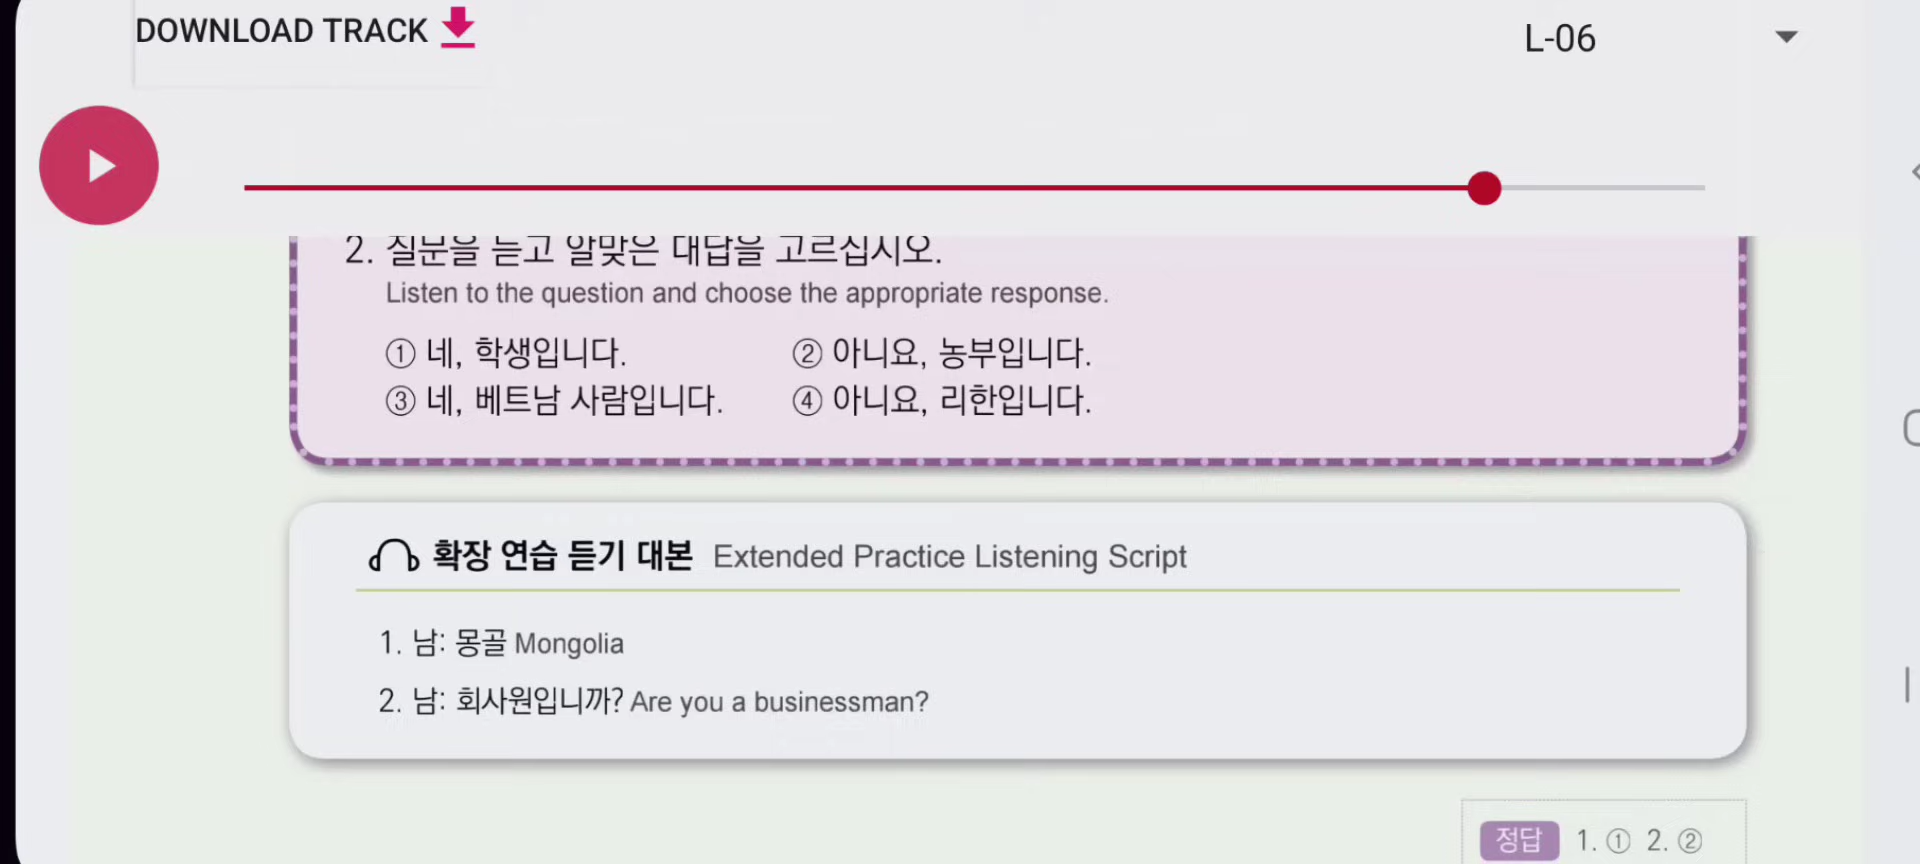 DOWNLOAD TRACK
L-06
2. 질문을 듣고 알맞은 대답을 고르십시오.
Listen to the question and choose the appropriate response.
① 네, 학생입니다. ② 아니요, 농부입니다.
③ 네, 베트남 사람입니다. ④ 아니요, 리한입니다.
확장 연습 듣기 대본 Extended Practice Listening Script
1. 남: 몽골 Mongolia
2. 남: 회사원입니까? Are you a businessman?
정답 1. ① 2. ②